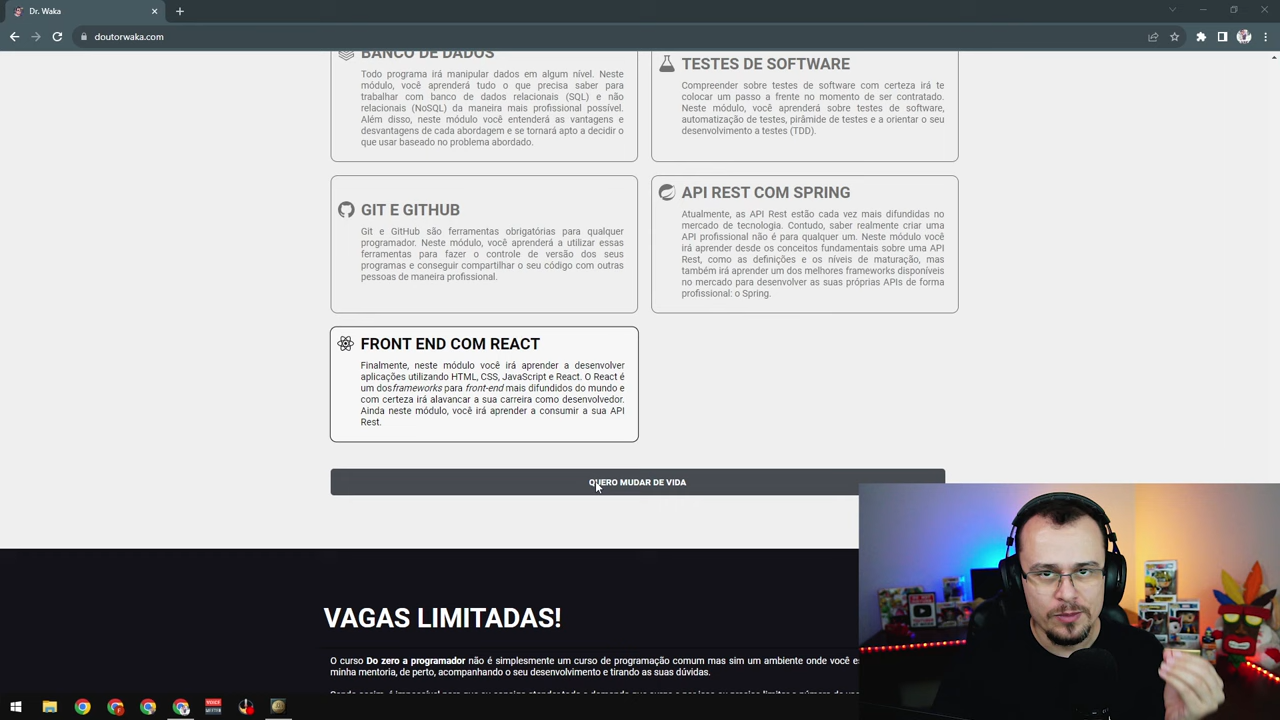 Dr. Waka
doutorwaka.com
BANCO DE DADOS
Todo programa irá manipular dados em algum nível. Neste
módulo, você aprenderá tudo o que precisa saber para
trabalhar com banco de dados relacionais (SQL) e não
relacionais (NoSQL) da maneira mais profissional possível.
Além disso, neste módulo você entenderá as vantagens e
desvantagens de cada abordagem e se tornará apto a decidir o
que usar baseado no problema abordado.
TESTES DE SOFTWARE
Compreender sobre testes de software com certeza irá te
colocar um passo a frente no momento de ser contratado.
Neste módulo, você aprenderá sobre testes de software,
automatização de testes, pirâmide de testes e a orientar o seu
desenvolvimento a testes (TDD).
GIT E GITHUB
Git e GitHub são ferramentas obrigatórias para qualquer
programador. Neste módulo, você aprenderá a utilizar essas
ferramentas para fazer o controle de versão dos seus
programas e conseguir compartilhar o seu código com outras
pessoas de maneira profissional.
API REST COM SPRING
Atualmente, as API Rest estão cada vez mais difundidas no
mercado de tecnologia. Contudo, saber realmente criar uma
API profissional não é para qualquer um. Neste módulo você
irá aprender desde os conceitos fundamentais sobre uma API
Rest, como as definições e os níveis de maturação, mas
também irá aprender um dos melhores frameworks disponíveis
no mercado para desenvolver as suas próprias APIs de forma
profissional: o Spring.
FRONT END COM REACT
Finalmente, neste módulo você irá aprender a desenvolver
aplicações utilizando HTML, CSS, JavaScript e React. O React é
um dosframeworks para front-end mais difundidos do mundo e
com certeza irá alavancar a sua carreira como desenvolvedor.
Ainda neste módulo, você irá aprender a consumir a sua API
Rest.
QUERO MUDAR DE VIDA
VAGAS LIMITADAS!
O curso Do zero a programador não é simplesmente um curso de programação comum mas sim um ambiente onde você es
minha mentoria, de perto, acompanhando o seu desenvolvimento e tirando as suas dúvidas.